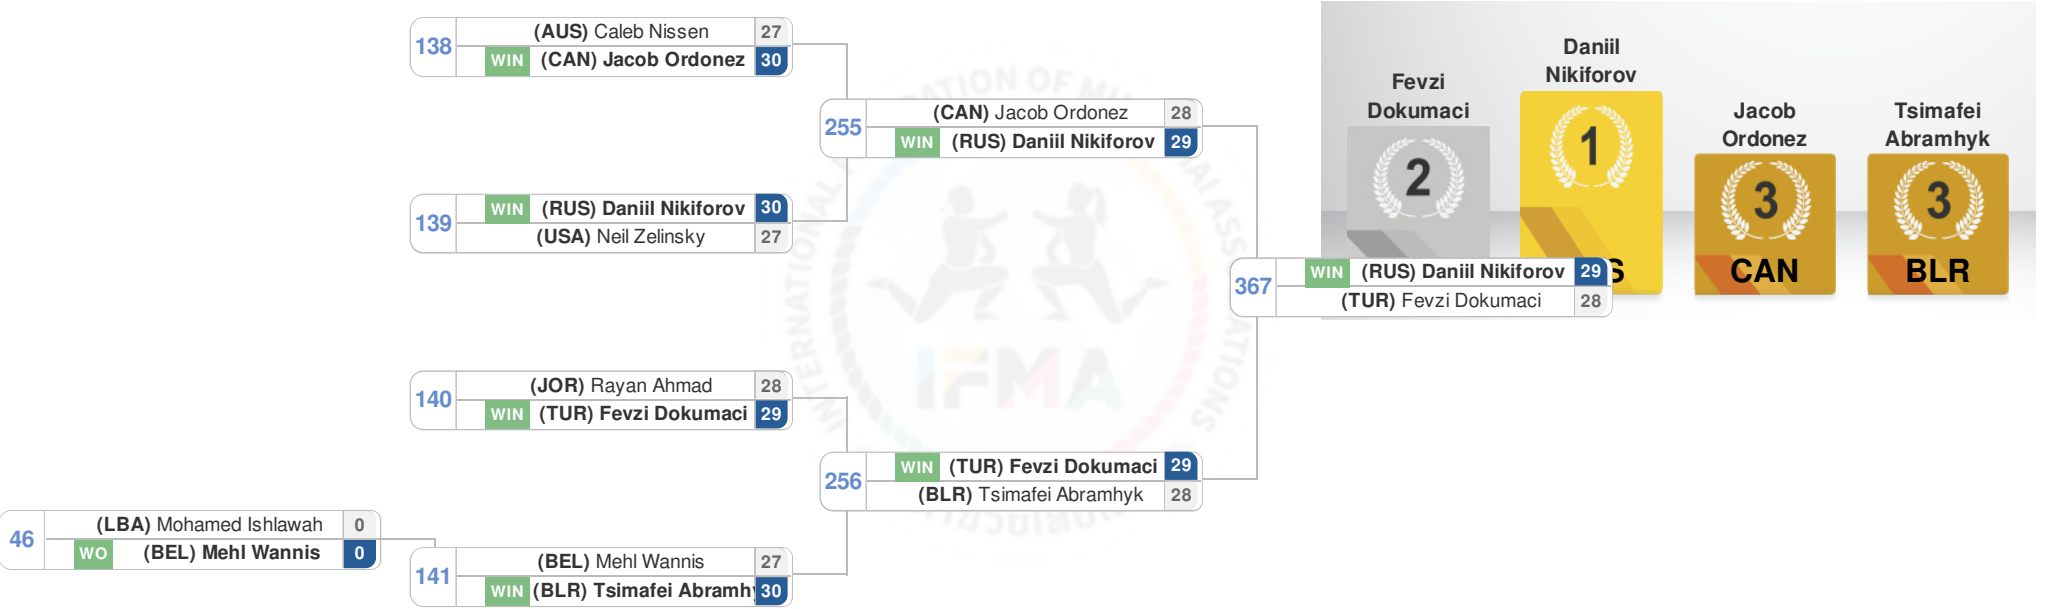 138
(AUS) Caleb Nissen 27
WIN (CAN) Jacob Ordonez 30
139
WIN (RUS) Daniil Nikiforov 30
(USA) Neil Zelinsky 27
140
(JOR) Rayan Ahmad 28
WIN (TUR) Fevzi Dokumaci 29
46
(LBA) Mohamed Ishlawah 0
WO (BEL) Mehl Wannis 0
141
(BEL) Mehl Wannis 27
WIN (BLR) Tsimafei Abramhy 30
255
(CAN) Jacob Ordonez 28
WIN (RUS) Daniil Nikiforov 29
256
WIN (TUR) Fevzi Dokumaci 29
(BLR) Tsimafei Abramhyk 28
367
WIN (RUS) Daniil Nikiforov 29
(TUR) Fevzi Dokumaci 28
Fevzi
Dokumaci
2
Daniil
Nikiforov
1
S
Jacob
Ordonez
3
CAN
Tsimafei
Abramhyk
3
BLR
IFMA